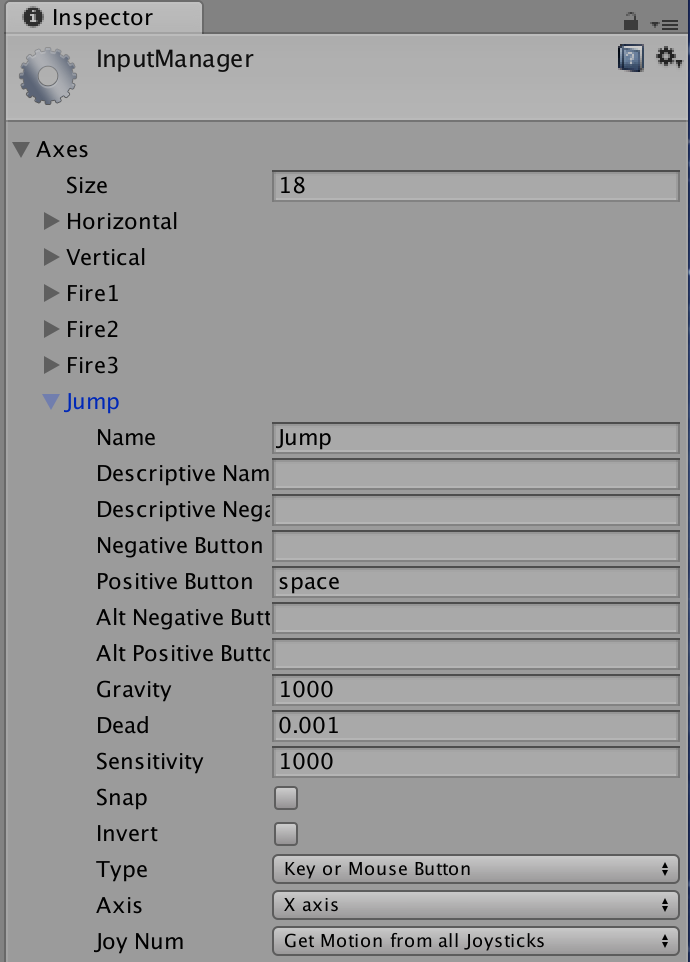 Inspector
InputManager
Axes
Size 18
Horizontal
Vertical
Fire1
Fire2
Fire3
Jump
Name Jump
Descriptive Nam
Descriptive Nega
Negative Button
Positive Button space
Alt Negative Butt
Alt Positive Butto
Gravity 1000
Dead 0.001
Sensitivity 1000
Snap
Invert
Type Key or Mouse Button
Axis X axis
Joy Num Get Motion from all Joysticks